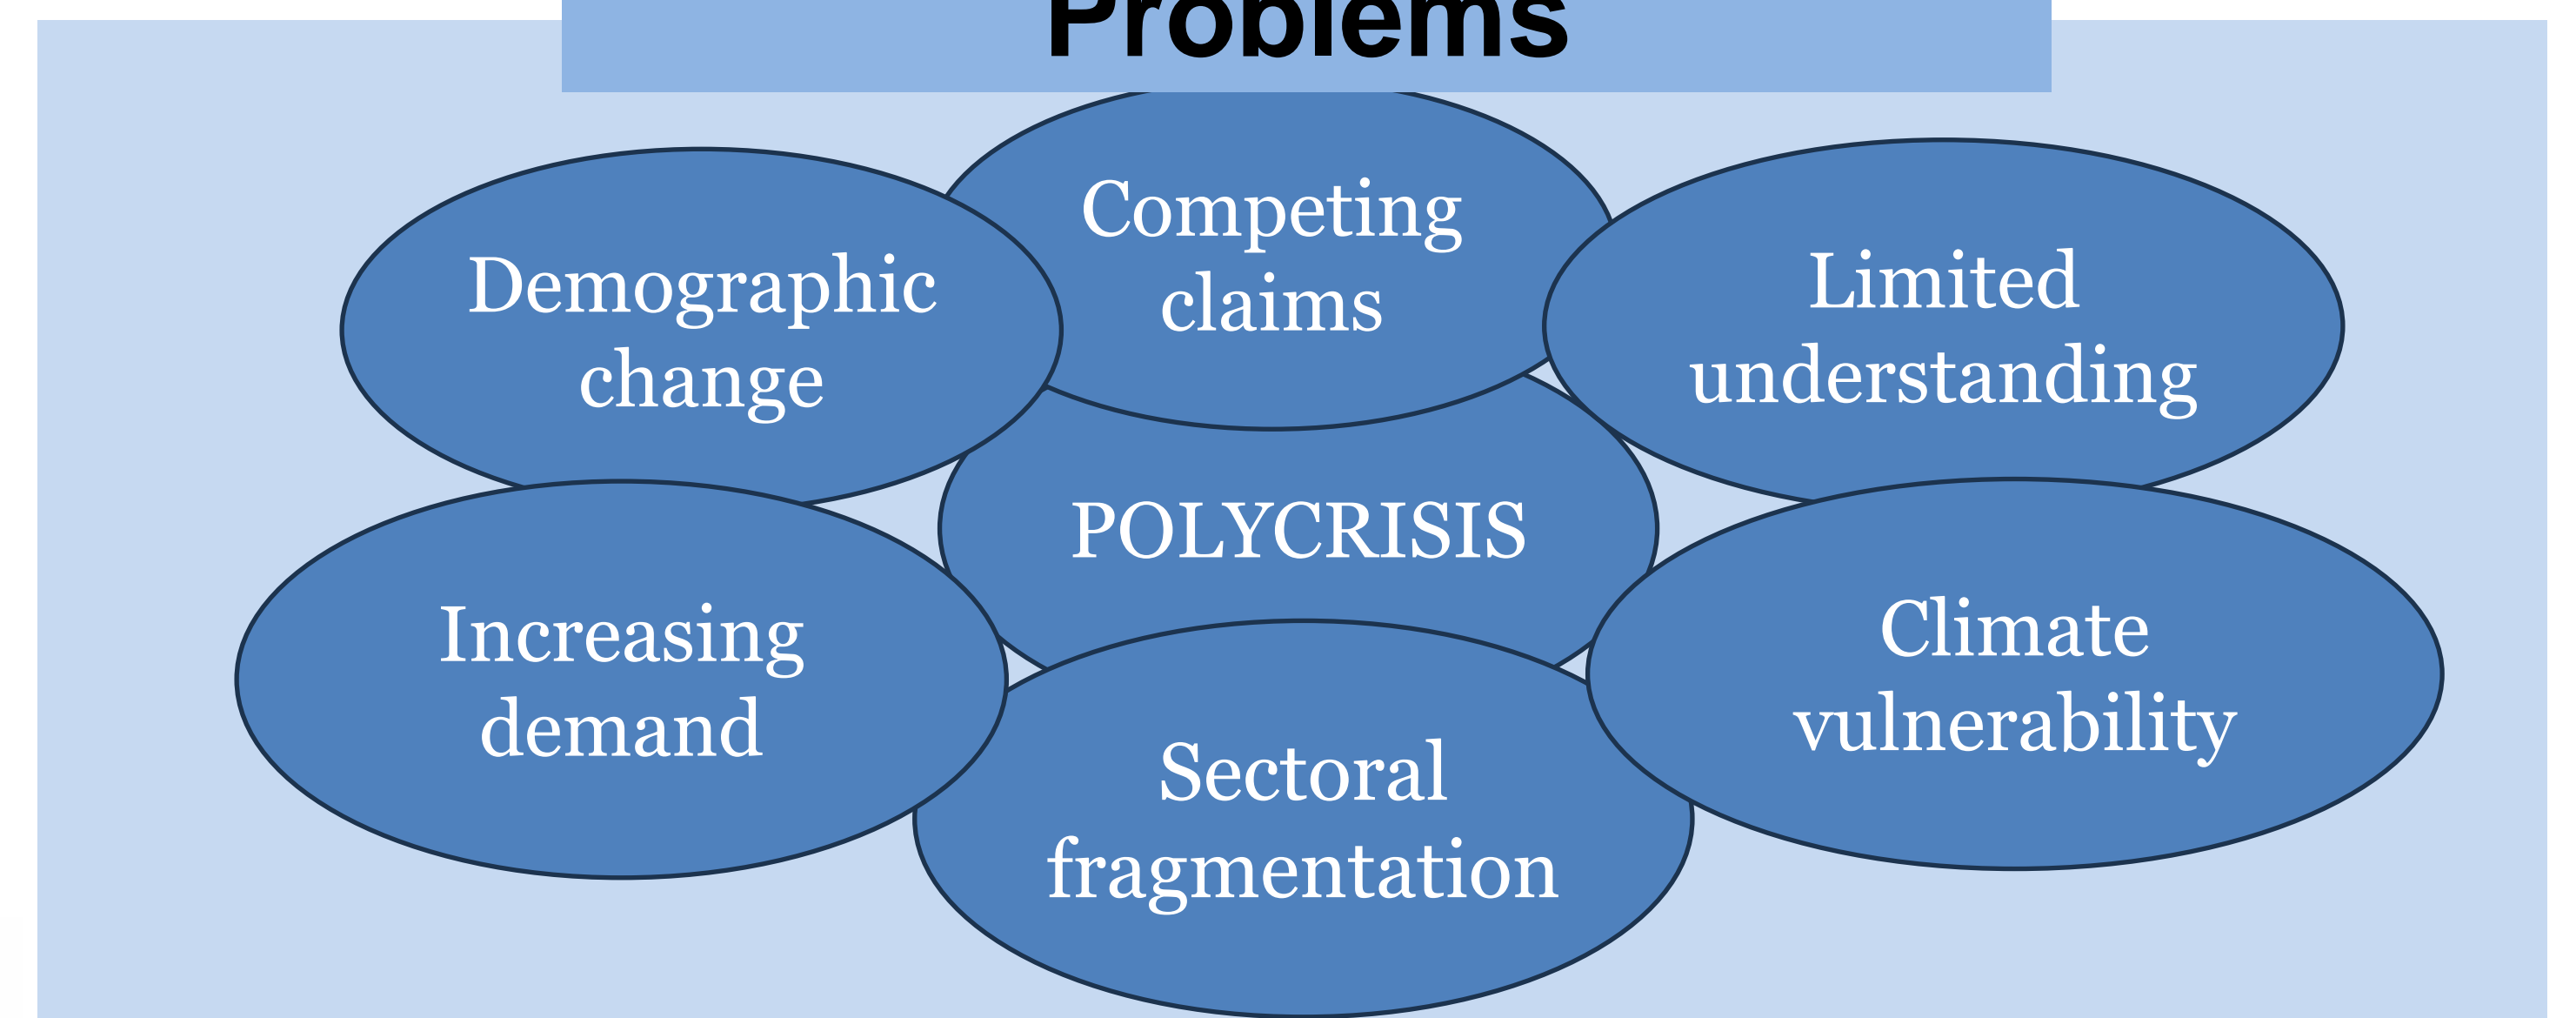 Problems
Competing
claims
Demographic
change
Limited
understanding
POLYCRISIS
Increasing
demand
Climate
vulnerability
Sectoral
fragmentation